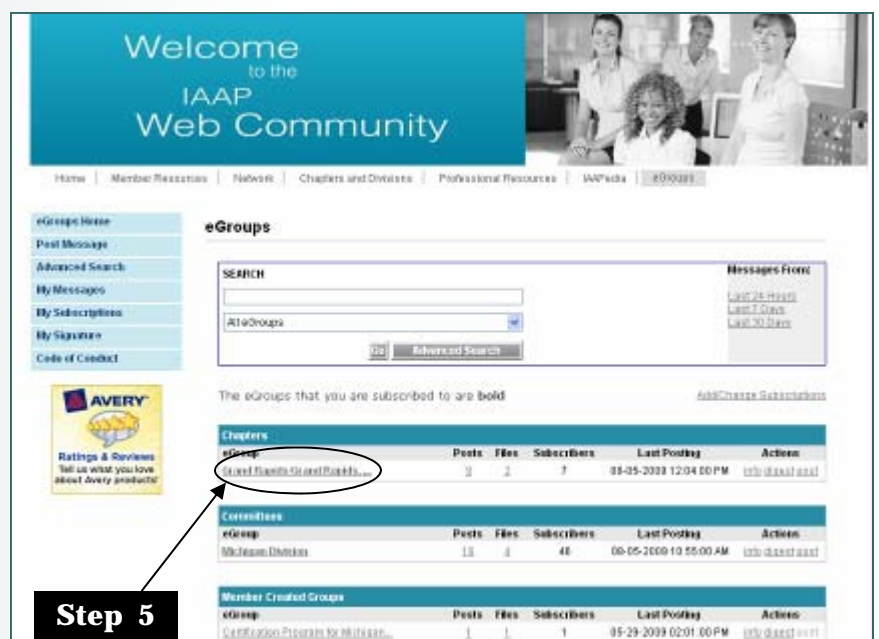 Welcome
to the
IAAP
Web Community
Home | Member Resources | Network | Chapters and Divisions | Professional Resources | IAAPedia | eGroups
eGroups Home
Post Message
Advanced Search
My Messages
My Subscriptions
My Signature
Code of Conduct
AVERY
Ratings & Reviews
Tell us what you love
about Avery products!
eGroups
SEARCH
All eGroups
Go Advanced Search
Messages From:
Last 24 Hours
Last 7 Days
Last 30 Days
The eGroups that you are subscribed to are bold
Add/Change Subscriptions
Chapters
eGroup Posts Files Subscribers Last Posting Actions
Grand Rapids-Grand Rapids,... 2 7 08-05-2009 12:04:00 PM info digest post
Committees
eGroup Posts Files Subscribers Last Posting Actions
Michigan Division 4 08-05-2009 10:55:00 AM info digest post
Member Created Groups
eGroup Posts Files Subscribers Last Posting Actions
Certification Program for Michigan... 1 1 1 05-29-2009 02:01:00 PM info digest post
Step 5